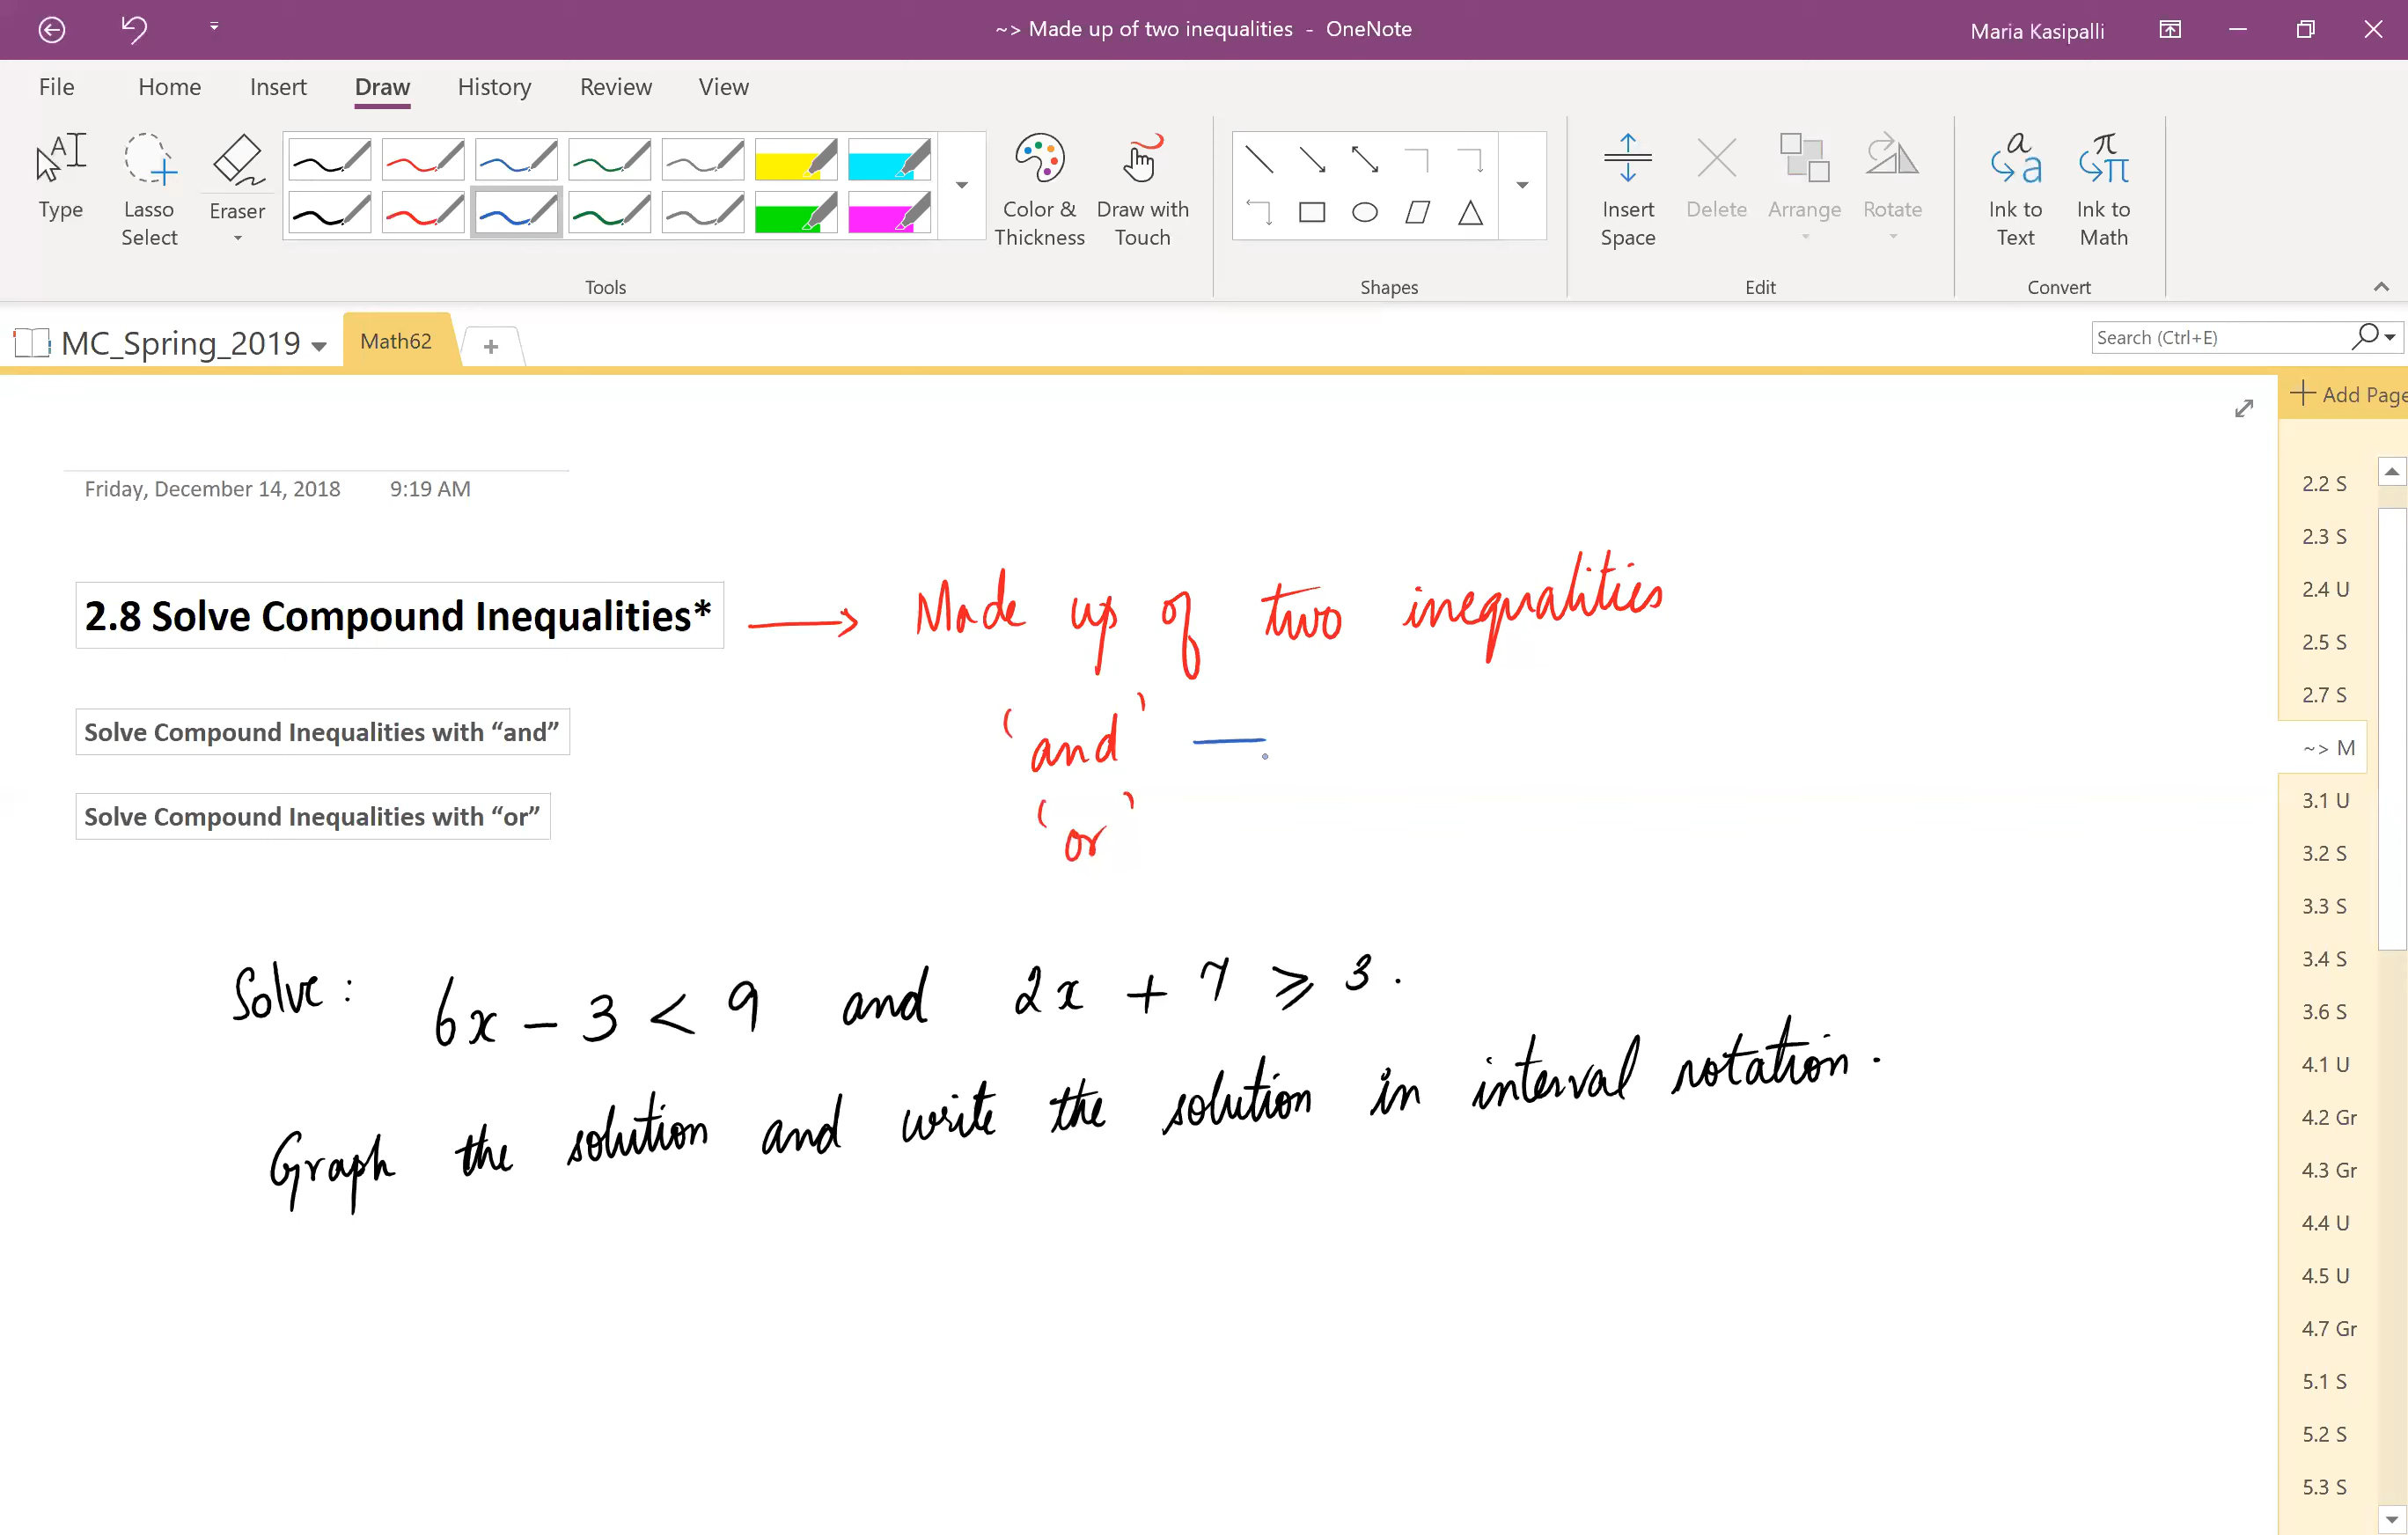 ~> Made up of two inequalities - OneNote
Maria Kasipalli
File Home Insert Draw History Review View
Type
Lasso Select
Eraser
Color & Thickness
Draw with Touch
Insert Space
Delete
Arrange
Rotate
Ink to Text
Ink to Math
Tools
Shapes
Edit
Convert
MC_Spring_2019
Math62
Search (Ctrl+E)
Add Page
Friday, December 14, 2018 9:19 AM
2.8 Solve Compound Inequalities* → Made up of two inequalities
Solve Compound Inequalities with “and”
'and' —
Solve Compound Inequalities with “or”
'or'
Solve: 6x - 3 < 9 and 2x + 7 ⩾ 3.
Graph the solution and write the solution in interval notation.
2.2 S
2.3 S
2.4 U
2.5 S
2.7 S
~> M
3.1 U
3.2 S
3.3 S
3.4 S
3.6 S
4.1 U
4.2 Gr
4.3 Gr
4.4 U
4.5 U
4.7 Gr
5.1 S
5.2 S
5.3 S